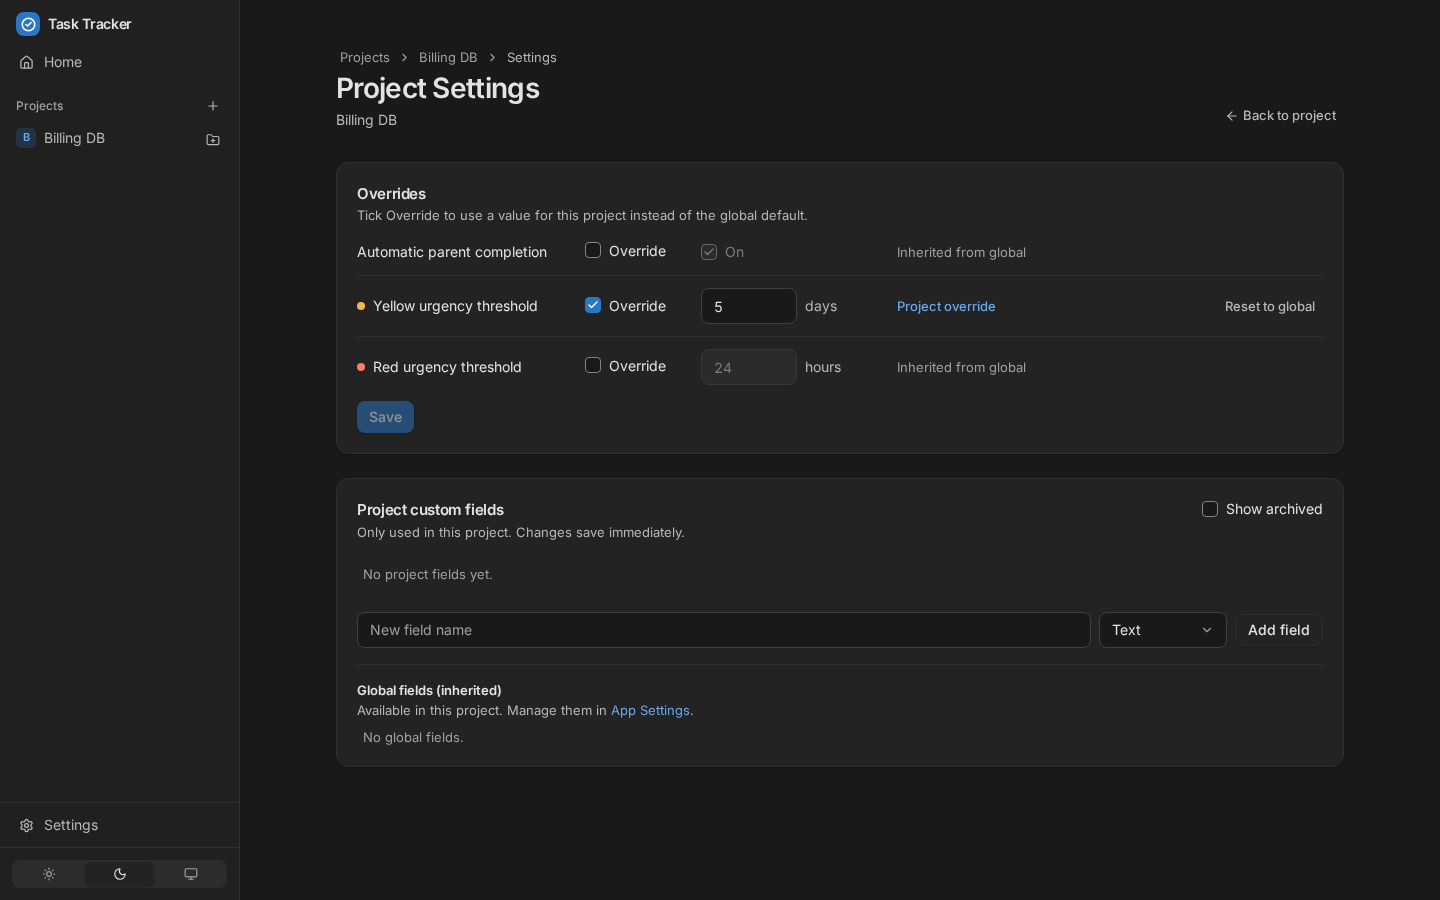 Task Tracker
Home
Projects
B Billing DB
Settings
Projects > Billing DB > Settings
Project Settings
Billing DB
Back to project
Overrides
Tick Override to use a value for this project instead of the global default.
Automatic parent completion Override On Inherited from global
Yellow urgency threshold Override 5 days Project override Reset to global
Red urgency threshold Override 24 hours Inherited from global
Save
Project custom fields Show archived
Only used in this project. Changes save immediately.
No project fields yet.
New field name Text Add field
Global fields (inherited)
Available in this project. Manage them in App Settings.
No global fields.